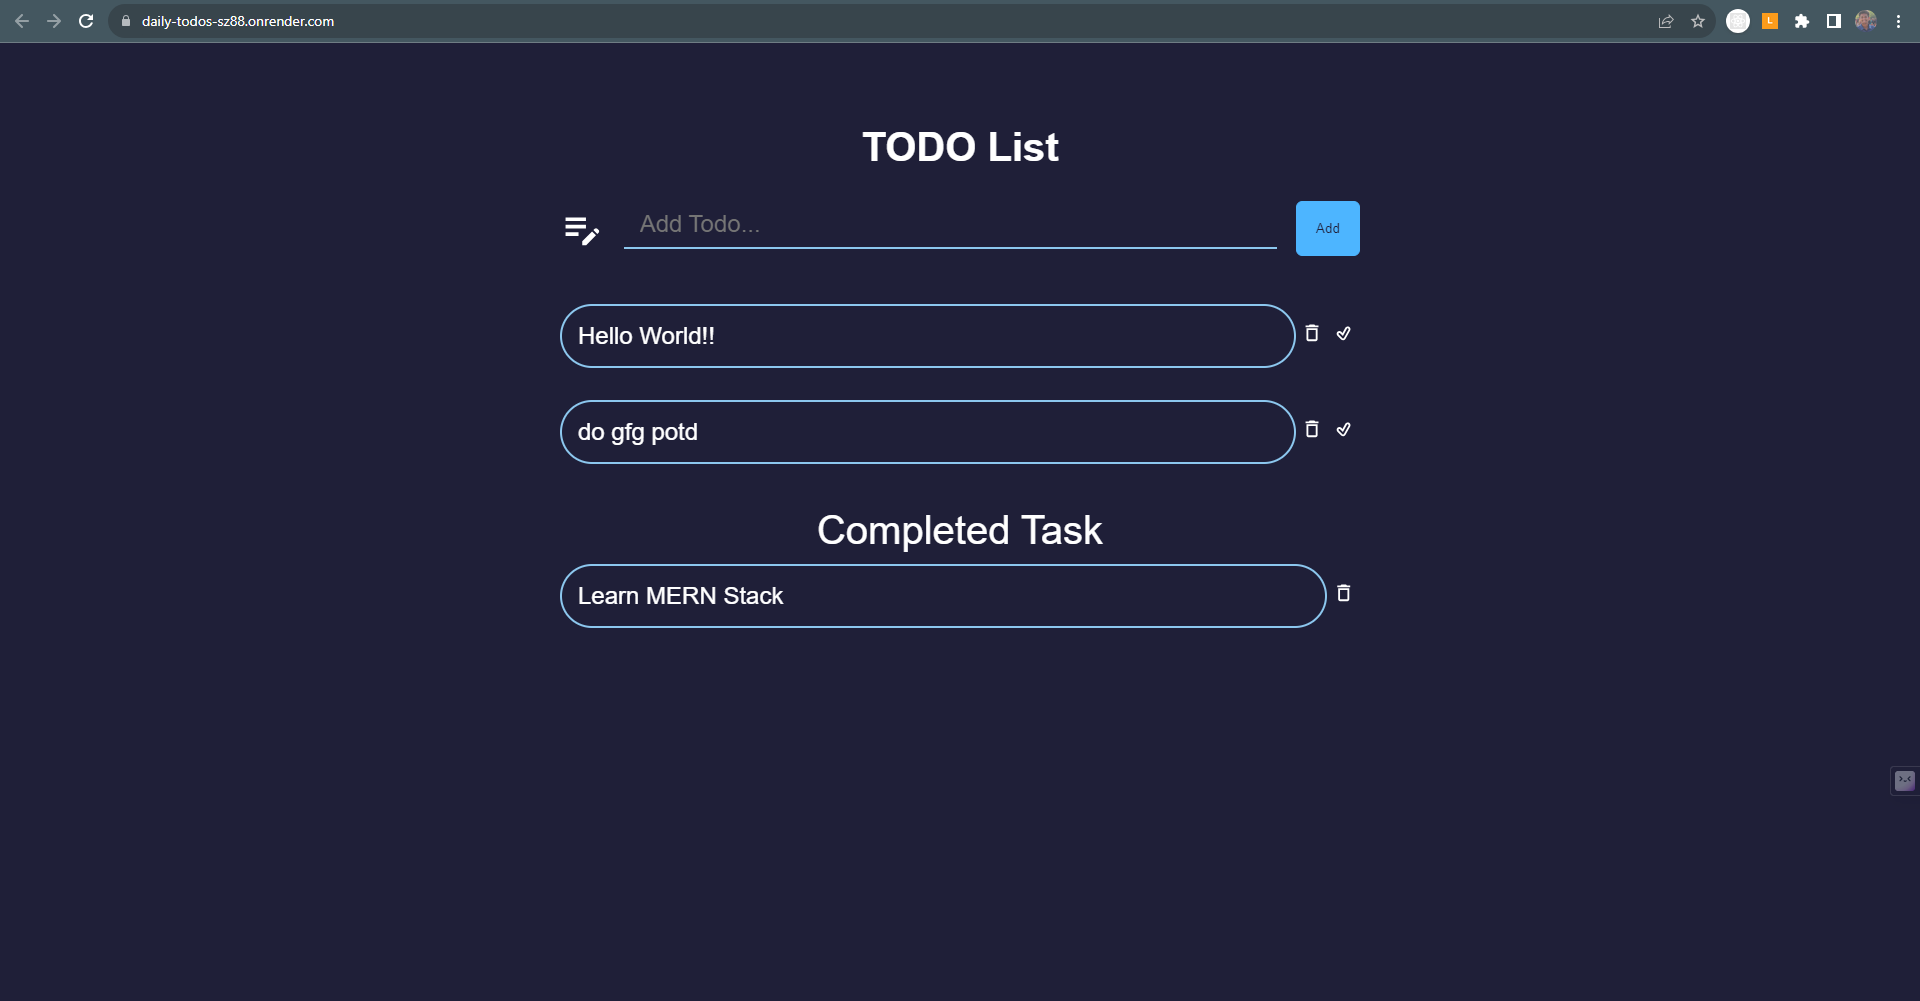 daily-todos-sz88.onrender.com
L
TODO List
Add Todo...
Add
Hello World!!
do gfg potd
Completed Task
Learn MERN Stack